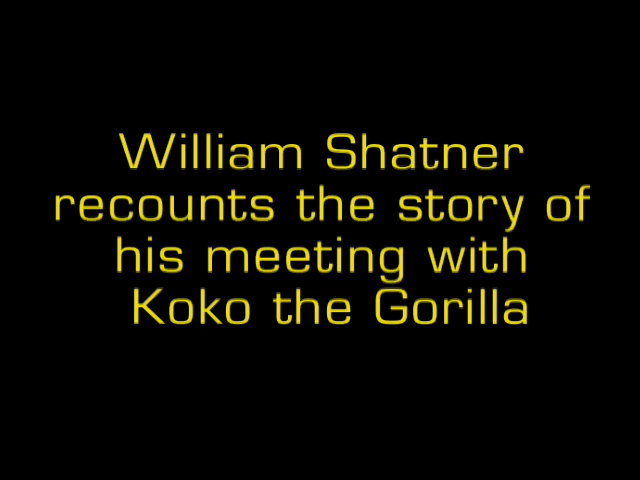 William Shatner
recounts the story of
his meeting with
Koko the Gorilla